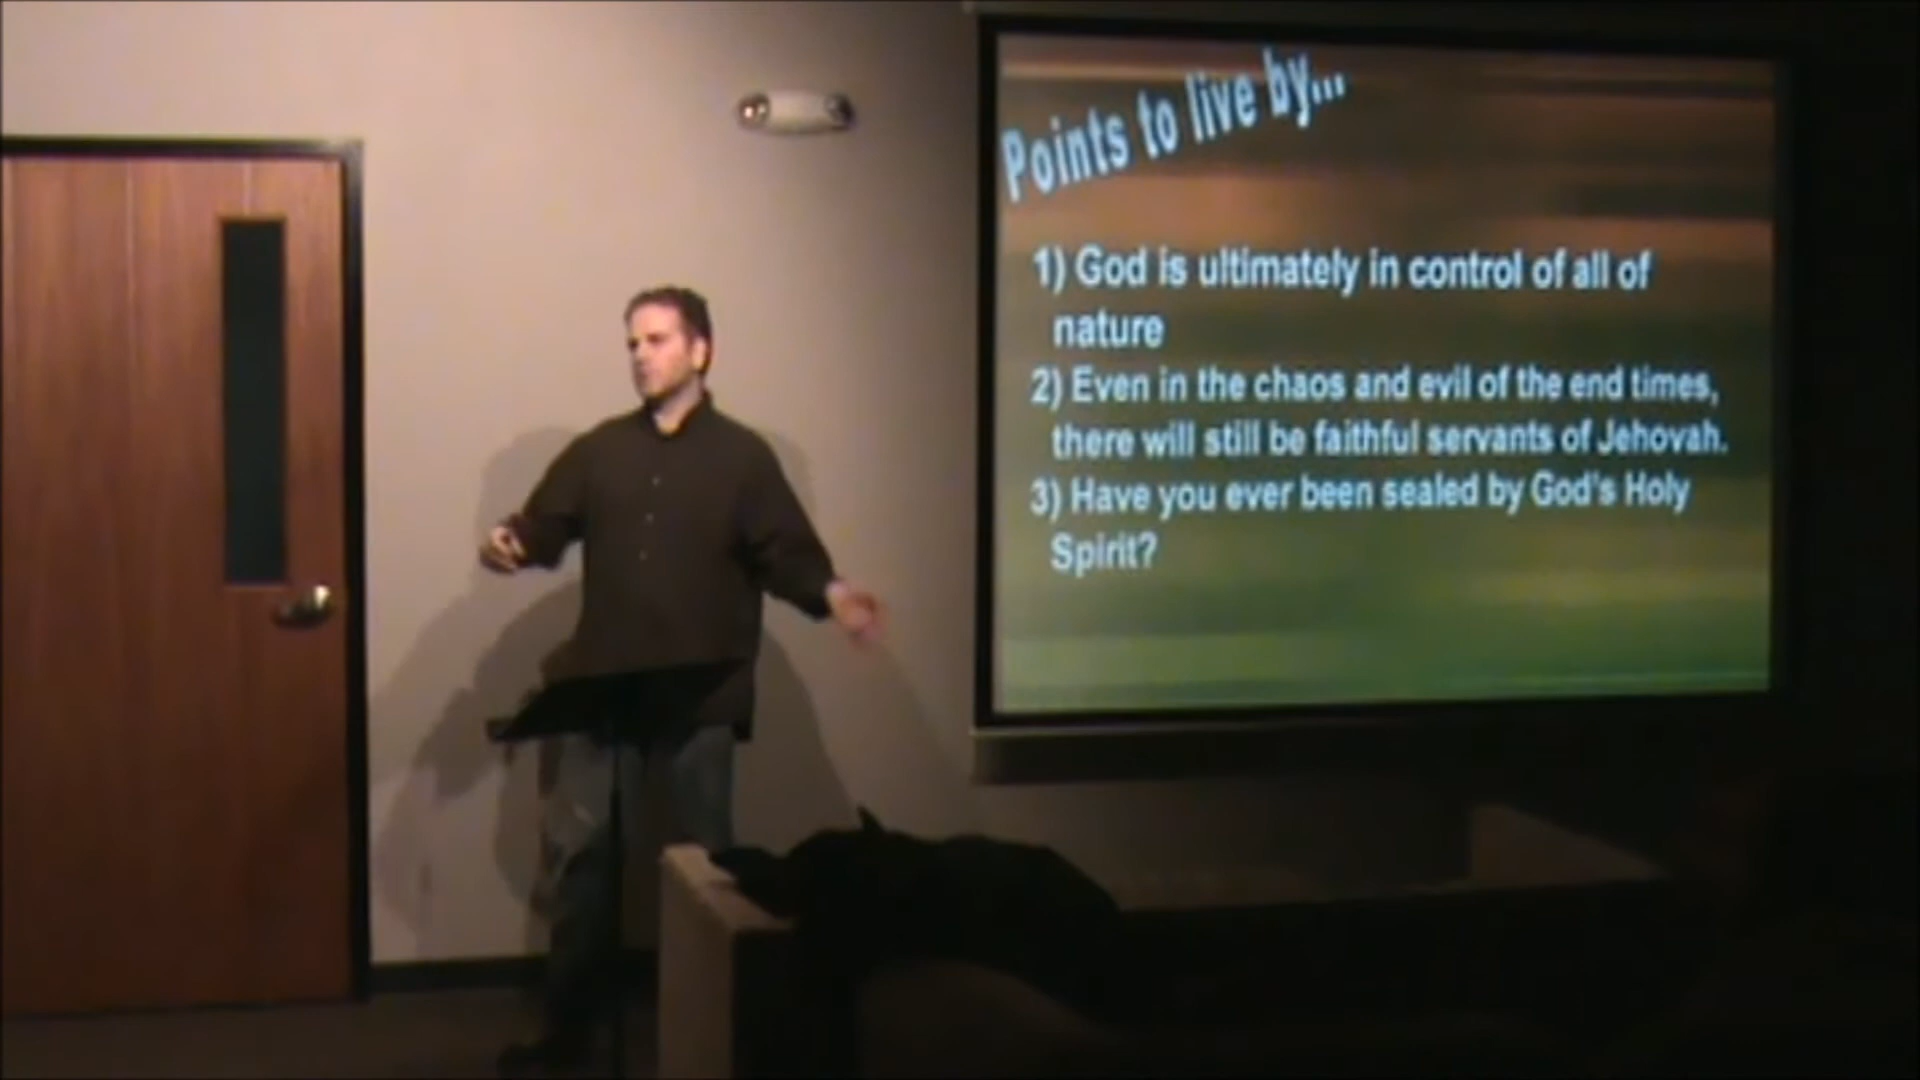 Points to live by...
1) God is ultimately in control of all of
nature
2) Even in the chaos and evil of the end times,
there will still be faithful servants of Jehovah.
3) Have you ever been sealed by God's Holy
Spirit?